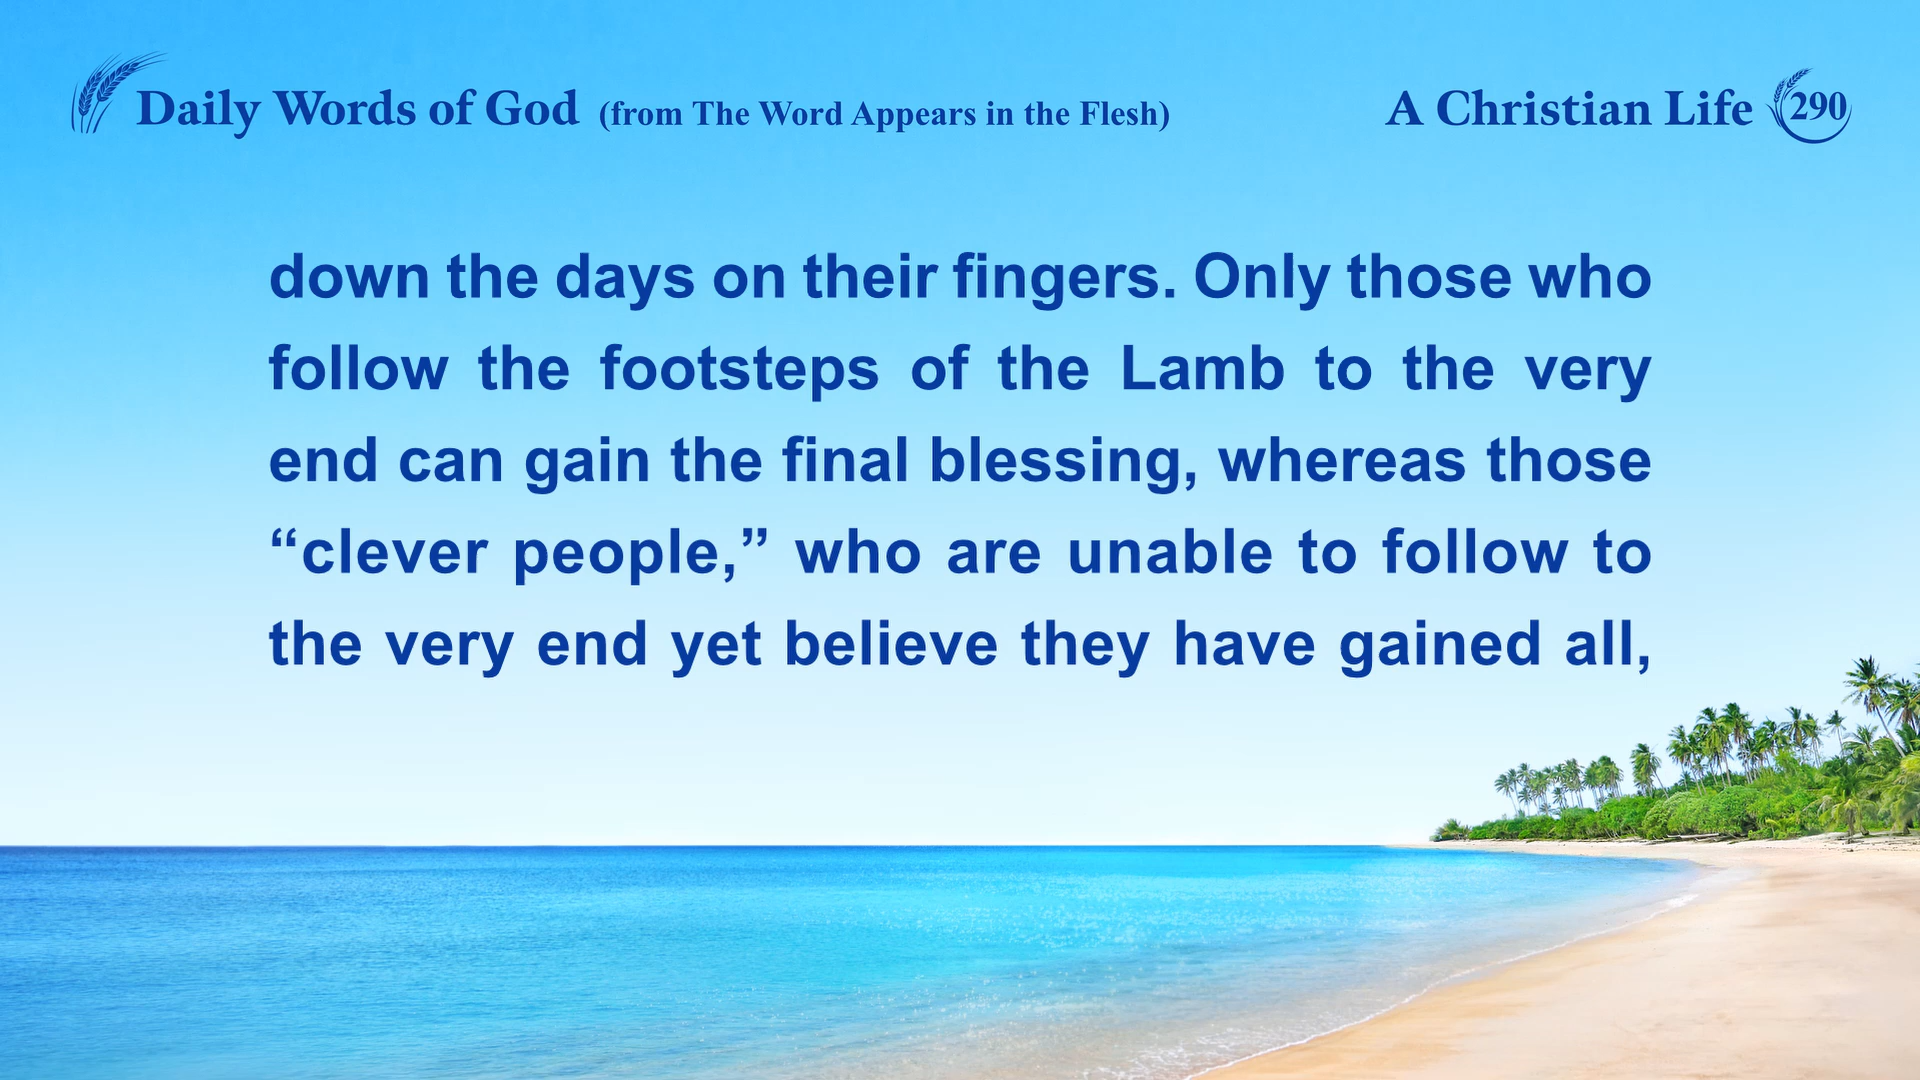 Daily Words of God (from The Word Appears in the Flesh)
A Christian Life 290
down the days on their fingers. Only those who
follow the footsteps of the Lamb to the very
end can gain the final blessing, whereas those
“clever people,” who are unable to follow to
the very end yet believe they have gained all,